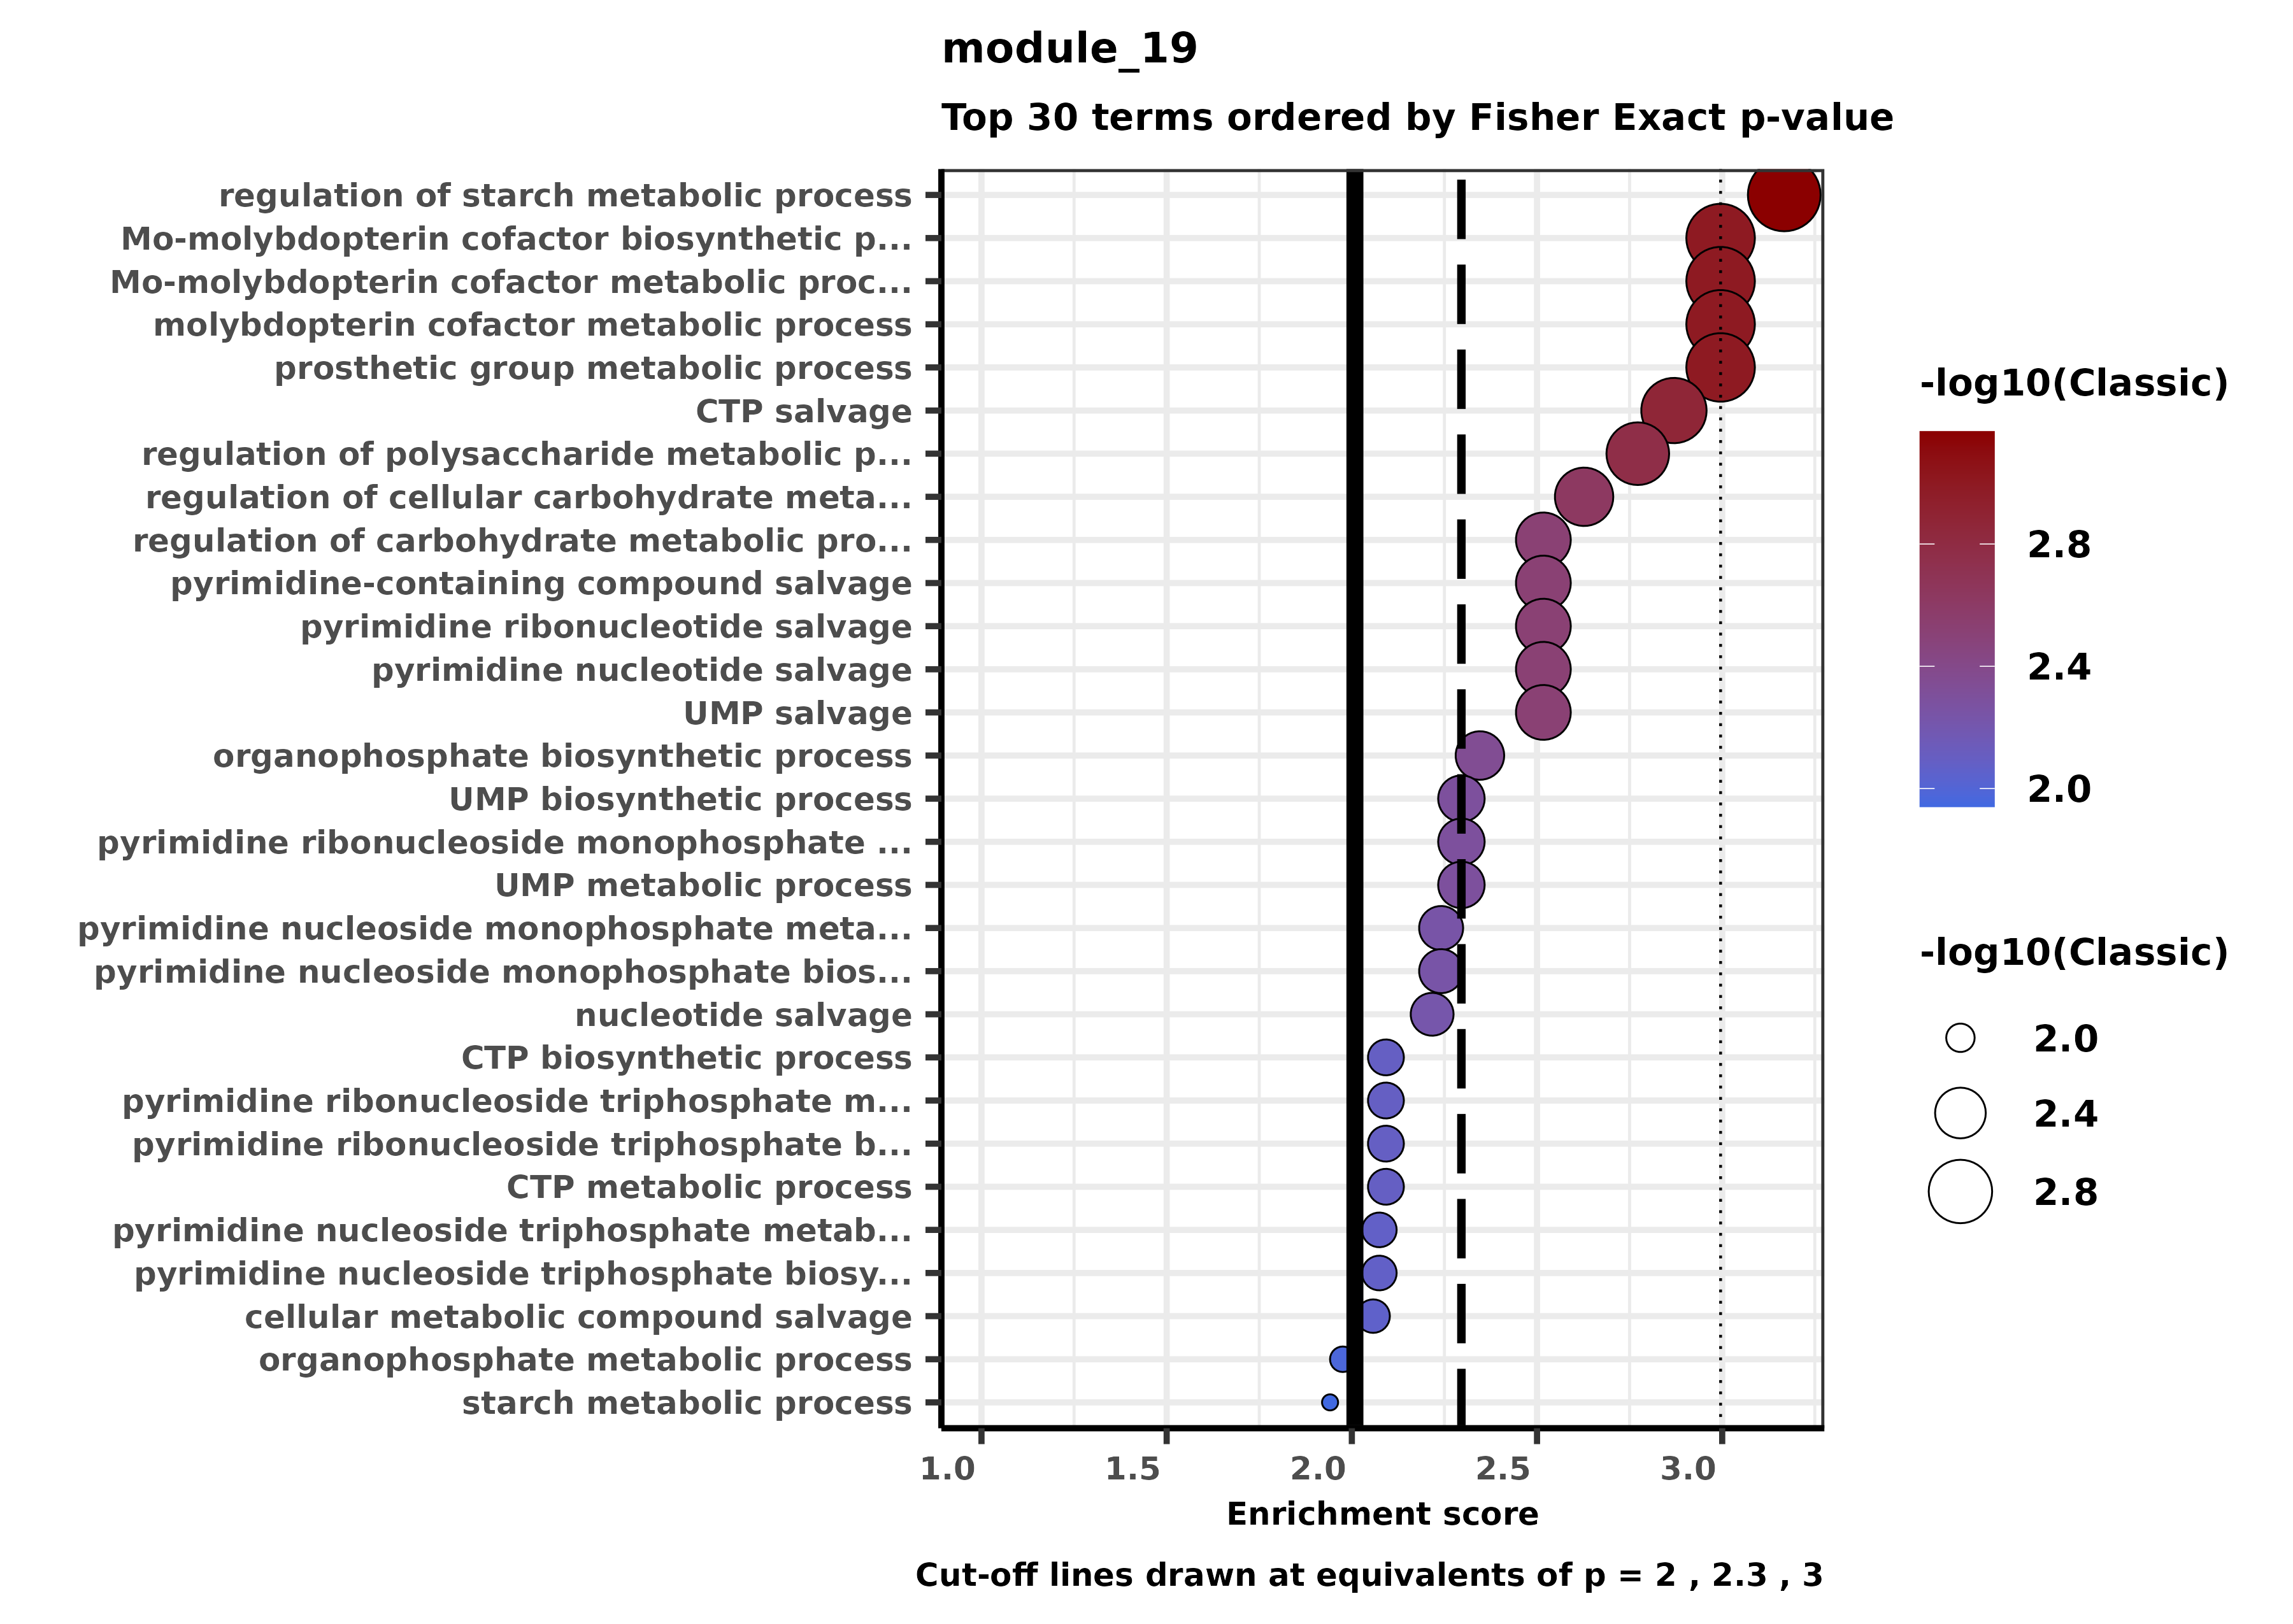 module_19
Top 30 terms ordered by Fisher Exact p-value
regulation of starch metabolic process
Mo-molybdopterin cofactor biosynthetic p...
Mo-molybdopterin cofactor metabolic proc...
molybdopterin cofactor metabolic process
prosthetic group metabolic process
CTP salvage
regulation of polysaccharide metabolic p...
regulation of cellular carbohydrate meta...
regulation of carbohydrate metabolic pro...
pyrimidine-containing compound salvage
pyrimidine ribonucleotide salvage
pyrimidine nucleotide salvage
UMP salvage
organophosphate biosynthetic process
UMP biosynthetic process
pyrimidine ribonucleoside monophosphate ...
UMP metabolic process
pyrimidine nucleoside monophosphate meta...
pyrimidine nucleoside monophosphate bios...
nucleotide salvage
CTP biosynthetic process
pyrimidine ribonucleoside triphosphate m...
pyrimidine ribonucleoside triphosphate b...
CTP metabolic process
pyrimidine nucleoside triphosphate metab...
pyrimidine nucleoside triphosphate biosy...
cellular metabolic compound salvage
organophosphate metabolic process
starch metabolic process
1.0 1.5 2.0 2.5 3.0
Enrichment score
Cut-off lines drawn at equivalents of p = 2 , 2.3 , 3
-log10(Classic)
2.8
2.4
2.0
-log10(Classic)
2.0
2.4
2.8